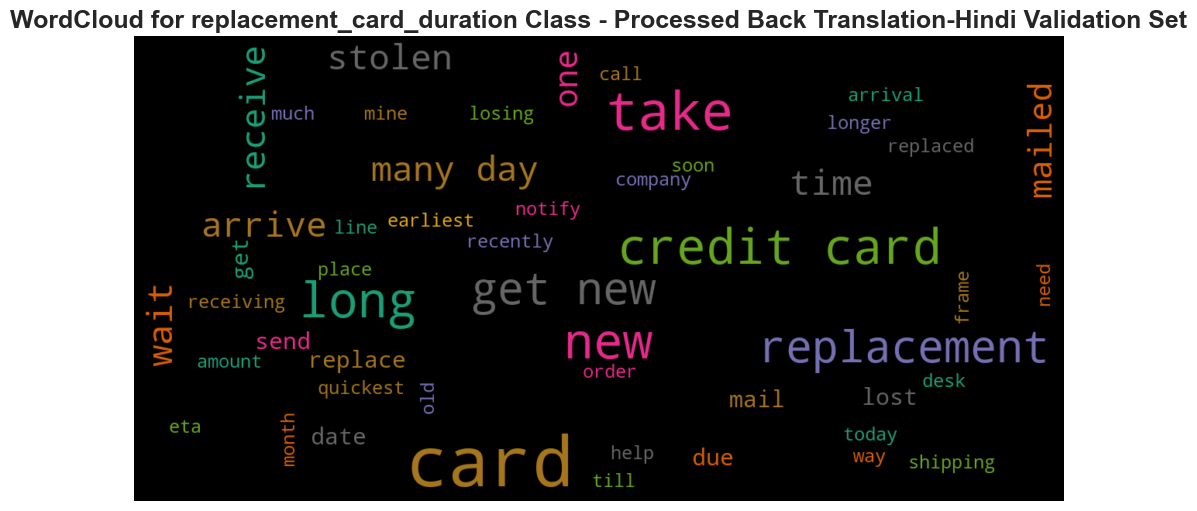 WordCloud for replacement_card_duration Class - Processed Back Translation-Hindi Validation Set
stolen
receive
one
call
take
arrival
mailed
much
mine
losing
longer
replaced
many day
soon
company
time
arrive
line
earliest
notify
recently
credit card
get
place
get new
need
receiving
long
frame
wait
send
new
replacement
amount
replace
order
desk
quickest
old
mail
lost
eta
month
date
card
help
due
today
way
shipping
till